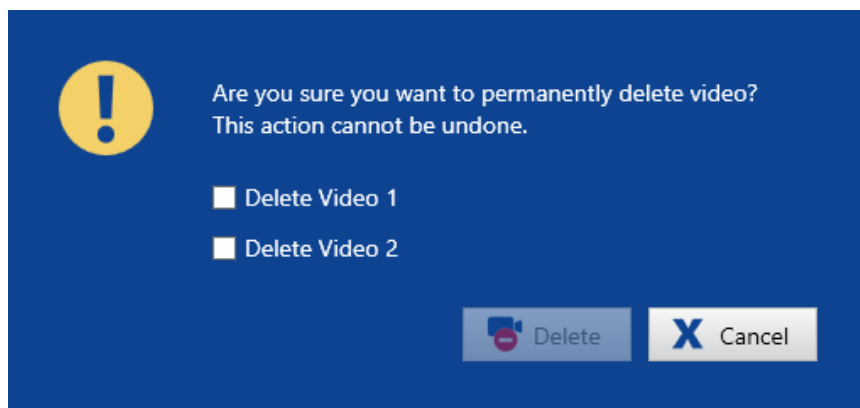 Are you sure you want to permanently delete video?
This action cannot be undone.
Delete Video 1
Delete Video 2
Delete
X Cancel